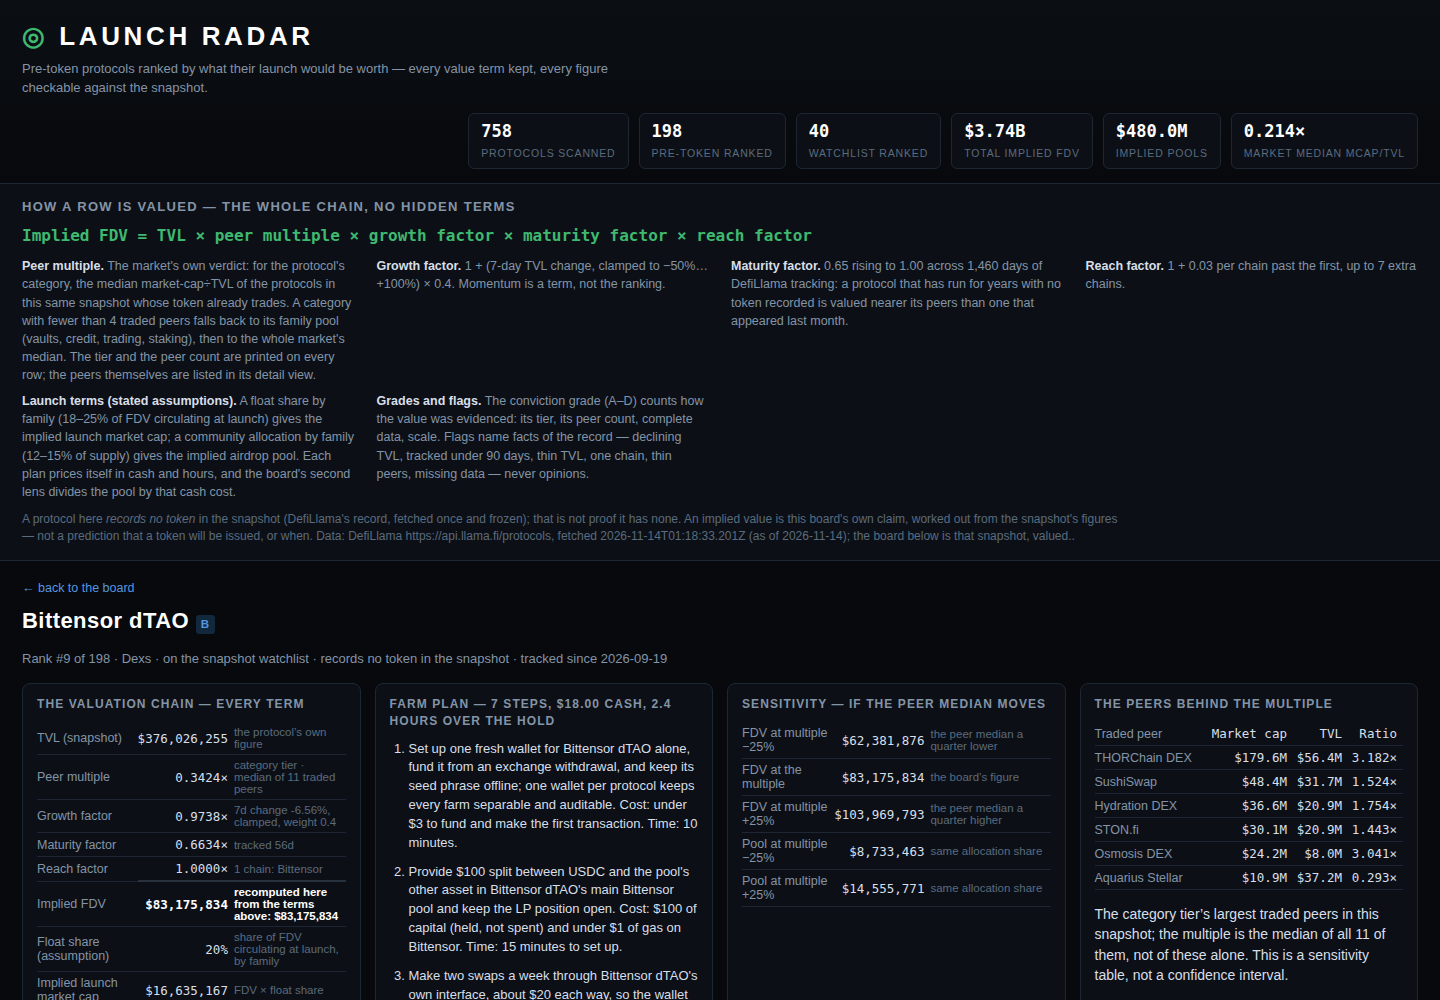 ◎ LAUNCH RADAR
Pre-token protocols ranked by what their launch would be worth — every value term kept, every figure
checkable against the snapshot.
758
PROTOCOLS SCANNED
198
PRE-TOKEN RANKED
40
WATCHLIST RANKED
$3.74B
TOTAL IMPLIED FDV
$480.0M
IMPLIED POOLS
0.214×
MARKET MEDIAN MCAP/TVL
HOW A ROW IS VALUED — THE WHOLE CHAIN, NO HIDDEN TERMS
Implied FDV = TVL × peer multiple × growth factor × maturity factor × reach factor
Peer multiple. The market's own verdict: for the protocol's
category, the median market-cap÷TVL of the protocols in
this same snapshot whose token already trades. A category
with fewer than 4 traded peers falls back to its family pool
(vaults, credit, trading, staking), then to the whole market's
median. The tier and the peer count are printed on every
row; the peers themselves are listed in its detail view.
Growth factor. 1 + (7-day TVL change, clamped to −50%…
+100%) × 0.4. Momentum is a term, not the ranking.
Maturity factor. 0.65 rising to 1.00 across 1,460 days of
DefiLlama tracking: a protocol that has run for years with no
token recorded is valued nearer its peers than one that
appeared last month.
Reach factor. 1 + 0.03 per chain past the first, up to 7 extra
chains.
Launch terms (stated assumptions). A float share by
family (18–25% of FDV circulating at launch) gives the
implied launch market cap; a community allocation by family
(12–15% of supply) gives the implied airdrop pool. Each
plan prices itself in cash and hours, and the board's second
lens divides the pool by that cash cost.
Grades and flags. The conviction grade (A–D) counts how
the value was evidenced: its tier, its peer count, complete
data, scale. Flags name facts of the record — declining
TVL, tracked under 90 days, thin TVL, one chain, thin
peers, missing data — never opinions.
A protocol here records no token in the snapshot (DefiLlama's record, fetched once and frozen); that is not proof it has none. An implied value is this board's own claim, worked out from the snapshot's figures
— not a prediction that a token will be issued, or when. Data: DefiLlama https://api.llama.fi/protocols, fetched 2026-11-14T01:18:33.201Z (as of 2026-11-14); the board below is that snapshot, valued..
← back to the board
Bittensor dTAO B
Rank #9 of 198 · Dexs · on the snapshot watchlist · records no token in the snapshot · tracked since 2026-09-19
THE VALUATION CHAIN — EVERY TERM
TVL (snapshot) $376,026,255 the protocol's own
figure
Peer multiple 0.3424× category tier ·
median of 11 traded
peers
Growth factor 0.9738× 7d change -6.56%,
clamped, weight 0.4
Maturity factor 0.6634× tracked 56d
Reach factor 1.0000× 1 chain: Bittensor
Implied FDV $83,175,834 recomputed here
from the terms
above: $83,175,834
Float share
(assumption) 20% share of FDV
circulating at launch,
by family
Implied launch
market cap $16,635,167 FDV × float share
FARM PLAN — 7 STEPS, $18.00 CASH, 2.4
HOURS OVER THE HOLD
1. Set up one fresh wallet for Bittensor dTAO alone,
fund it from an exchange withdrawal, and keep its
seed phrase offline; one wallet per protocol keeps
every farm separable and auditable. Cost: under
$3 to fund and make the first transaction. Time: 10
minutes.
2. Provide $100 split between USDC and the pool's
other asset in Bittensor dTAO's main Bittensor
pool and keep the LP position open. Cost: $100 of
capital (held, not spent) and under $1 of gas on
Bittensor. Time: 15 minutes to set up.
3. Make two swaps a week through Bittensor dTAO's
own interface, about $20 each way, so the wallet
SENSITIVITY — IF THE PEER MEDIAN MOVES
FDV at multiple
−25% $62,381,876 the peer median a
quarter lower
FDV at the
multiple $83,175,834 the board's figure
FDV at multiple
+25% $103,969,793 the peer median a
quarter higher
Pool at multiple
−25% $8,733,463 same allocation share
Pool at multiple
+25% $14,555,771 same allocation share
THE PEERS BEHIND THE MULTIPLE
Traded peer Market cap TVL Ratio
THORChain DEX $179.6M $56.4M 3.182×
SushiSwap $48.4M $31.7M 1.524×
Hydration DEX $36.6M $20.9M 1.754×
STON.fi $30.1M $20.9M 1.443×
Osmosis DEX $24.2M $8.0M 3.041×
Aquarius Stellar $10.9M $37.2M 0.293×
The category tier's largest traded peers in this
snapshot; the multiple is the median of all 11 of
them, not of these alone. This is a sensitivity
table, not a confidence interval.